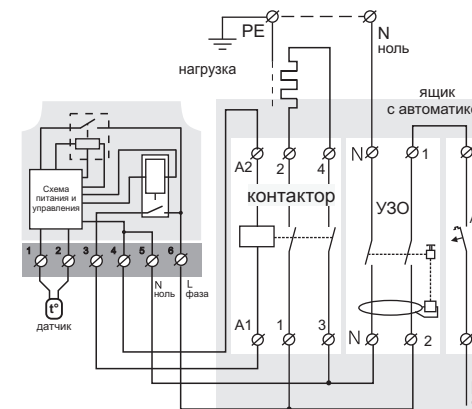 PE
N
ноль
нагрузка
ящик
с автоматико
A2
2
4
N
1
контактор
УЗО
Схема
питания и
управления
1
2
3
4
5
6
N
ноль
L
фаза
t°
датчик
A1
1
3
N
2